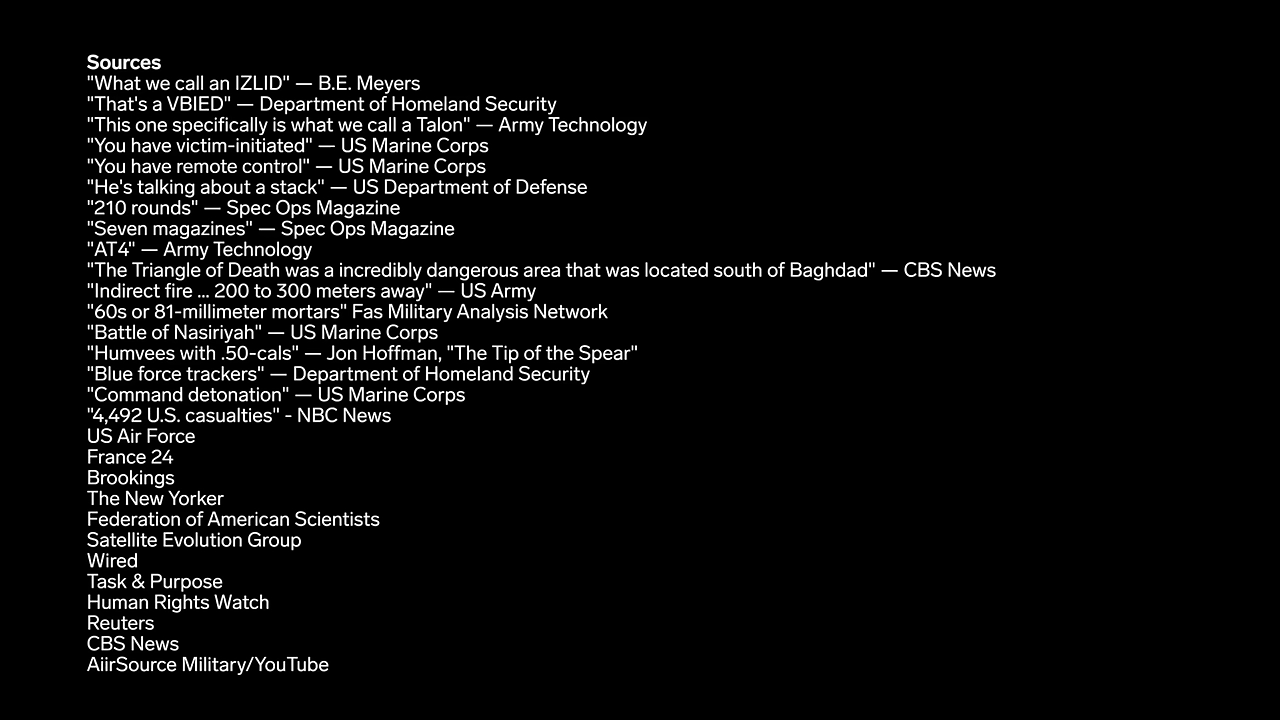 Sources
"What we call an IZLID" — B.E. Meyers
"That's a VBIED" — Department of Homeland Security
"This one specifically is what we call a Talon" — Army Technology
"You have victim-initiated" — US Marine Corps
"You have remote control" — US Marine Corps
"He's talking about a stack" — US Department of Defense
"210 rounds" — Spec Ops Magazine
"Seven magazines" — Spec Ops Magazine
"AT4" — Army Technology
"The Triangle of Death was a incredibly dangerous area that was located south of Baghdad" — CBS News
"Indirect fire ... 200 to 300 meters away" — US Army
"60s or 81-millimeter mortars" Fas Military Analysis Network
"Battle of Nasiriyah" — US Marine Corps
"Humvees with .50-cals" — Jon Hoffman, "The Tip of the Spear"
"Blue force trackers" — Department of Homeland Security
"Command detonation" — US Marine Corps
"4,492 U.S. casualties" - NBC News
US Air Force
France 24
Brookings
The New Yorker
Federation of American Scientists
Satellite Evolution Group
Wired
Task & Purpose
Human Rights Watch
Reuters
CBS News
AiirSource Military/YouTube